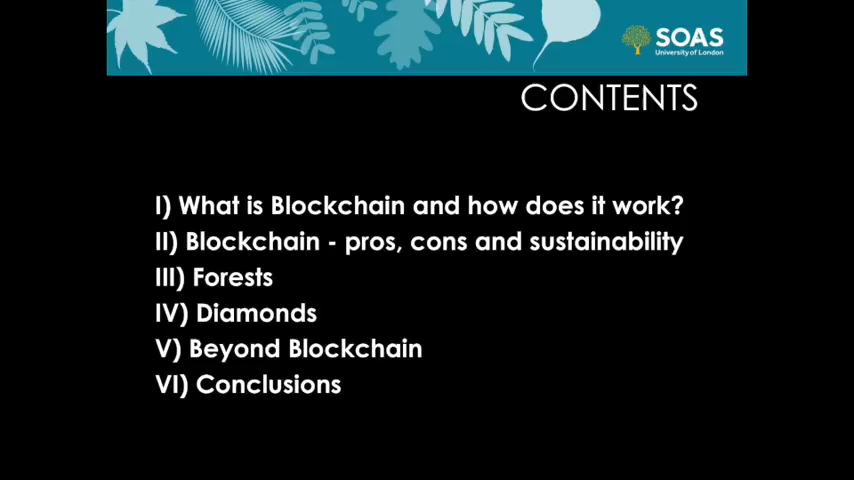 SOAS
University of London
CONTENTS
I) What is Blockchain and how does it work?
II) Blockchain - pros, cons and sustainability
III) Forests
IV) Diamonds
V) Beyond Blockchain
VI) Conclusions